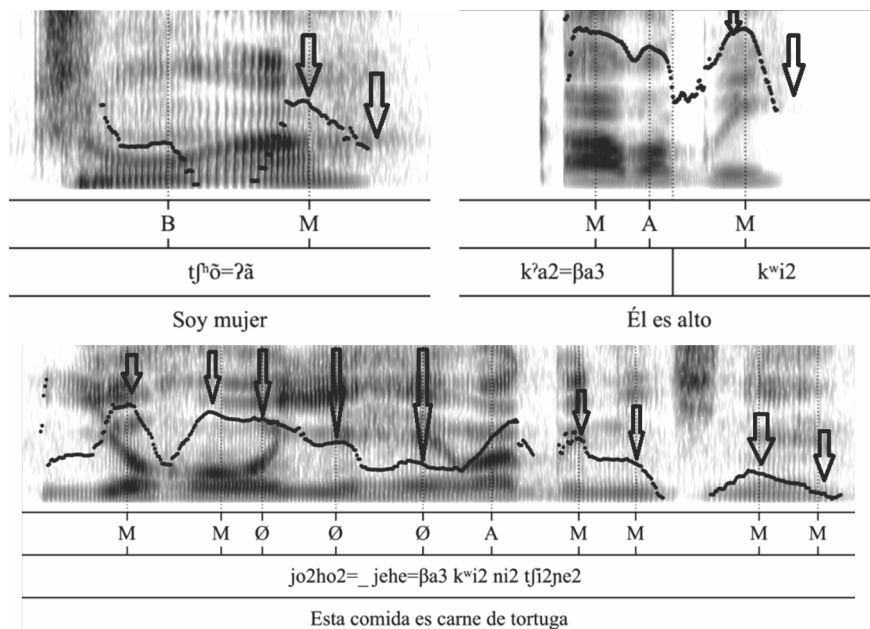 B M
tʃʰõ=ʔã
Soy mujer
M A M
kˀa2=βa3 kʷi2
Él es alto
M M Ø Ø Ø A M M M M
jo2ho2=_ jehe=βa3 kʷi2 ni2 tʃi2ɲe2
Esta comida es carne de tortuga